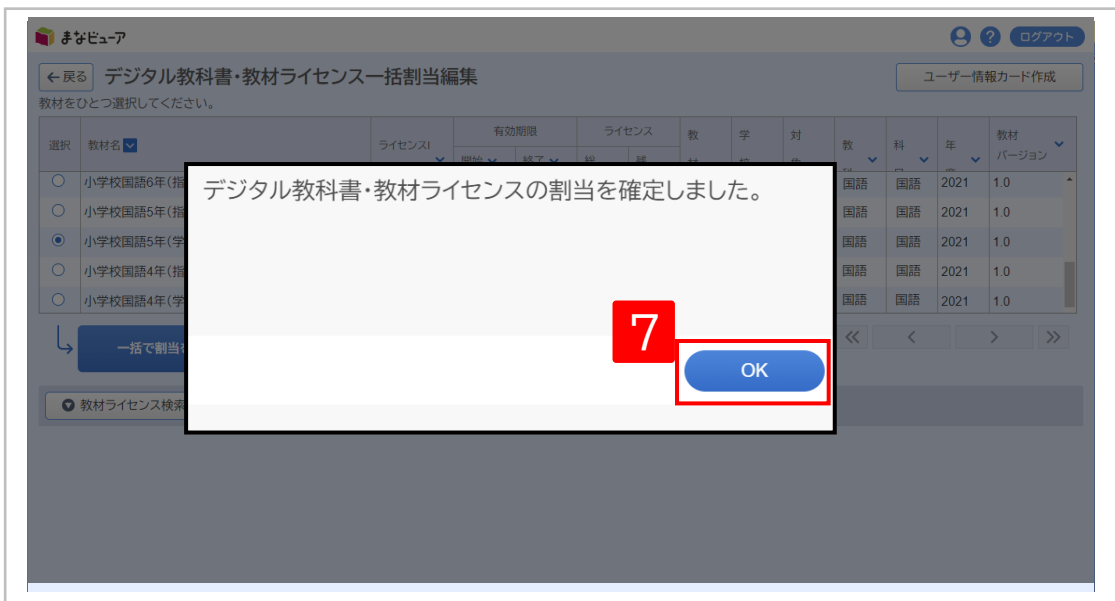 まなビューア
? ログアウト
←戻る デジタル教科書・教材ライセンス一括割当編集 ユーザー情報カード作成
教材をひとつ選択してください。
選択 教材名 ライセンスI 有効期限 ライセンス 教 学 対 教 科 年 教材
開始 終了 バージョン
小学校国語6年(指 国語 国語 2021 1.0
小学校国語5年(指 国語 国語 2021 1.0
小学校国語5年(学 国語 国語 2021 1.0
小学校国語4年(指 国語 国語 2021 1.0
小学校国語4年(学 国語 国語 2021 1.0
デジタル教科書・教材ライセンスの割当を確定しました。
7
OK
一括で割当を
教材ライセンス検索